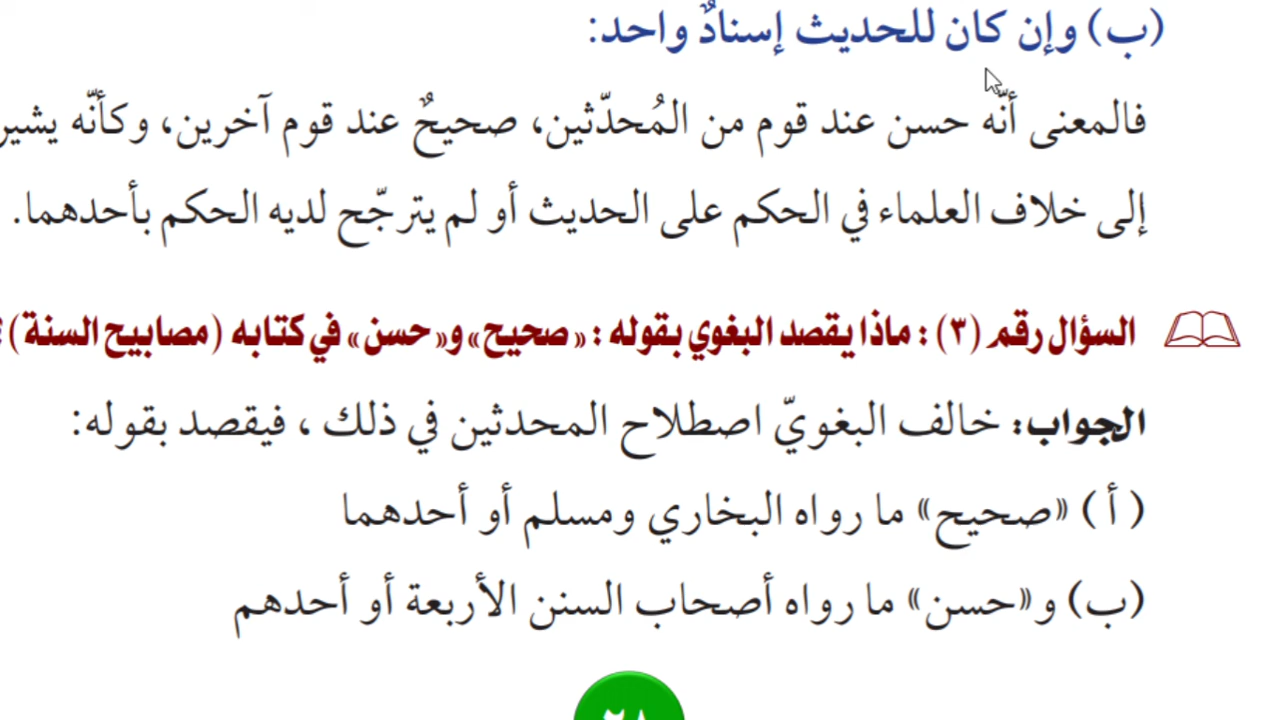 (ب) وإن كان للحديث إسنادٌ واحد:
فالمعنى أنّه حسن عند قوم من المُحدّثين، صحيحٌ عند قوم آخرين، وكأنّه يشير
إلى خلاف العلماء في الحكم على الحديث أو لم يترجّح لديه الحكم بأحدهما.
السؤال رقم (٣) : ماذا يقصد البغوي بقوله : «صحيح» و«حسن» في كتابه (مصابيح السنة)
الجواب: خالف البغويّ اصطلاح المحدثين في ذلك ، فيقصد بقوله:
( أ ) «صحيح» ما رواه البخاري ومسلم أو أحدهما
(ب) و«حسن» ما رواه أصحاب السنن الأربعة أو أحدهم